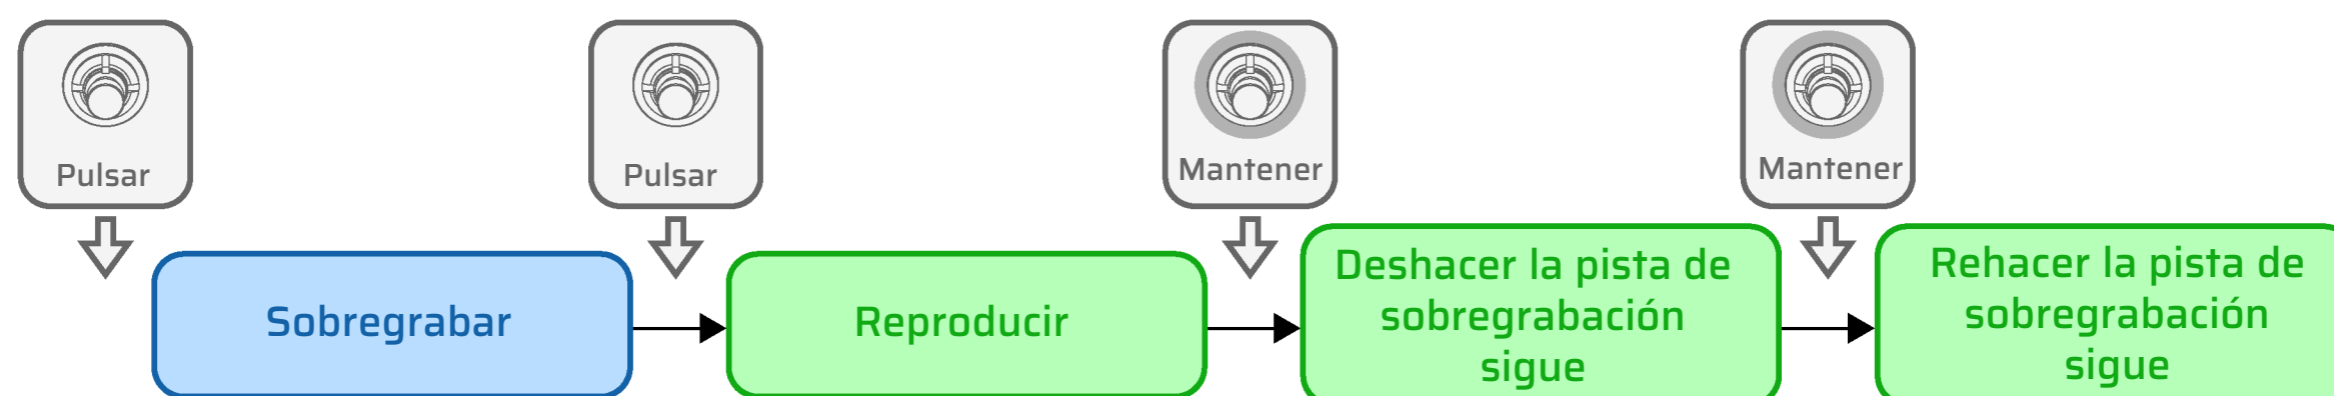 Pulsar
Pulsar
Mantener
Mantener
Sobregrabar
Reproducir
Deshacer la pista de
sobregrabación
sigue
Rehacer la pista de
sobregrabación
sigue